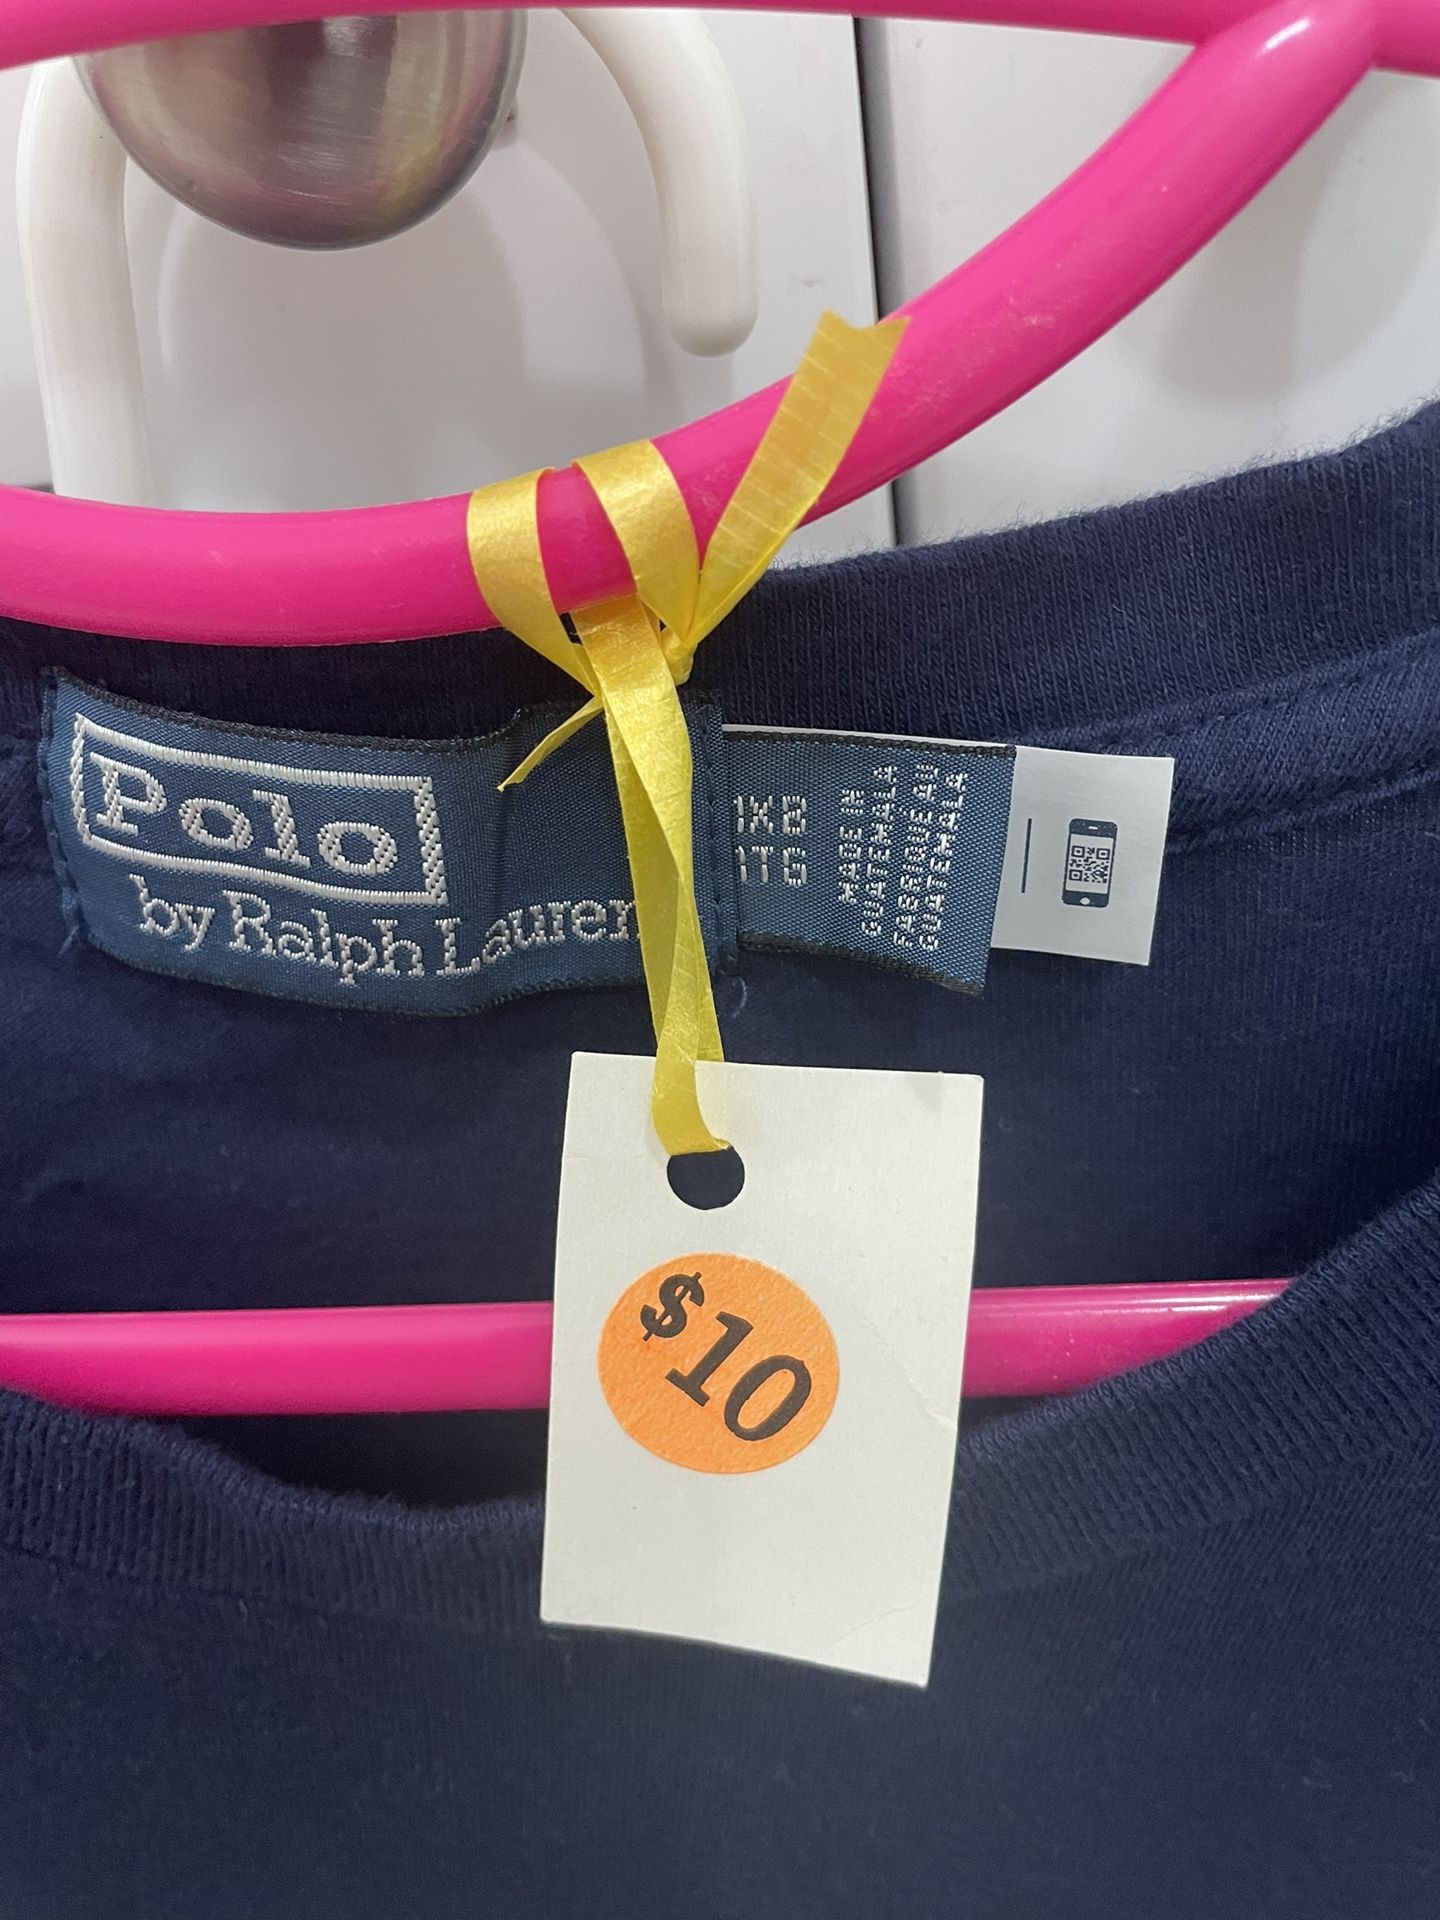 Polo
by Ralph Lauren
1XB
1TG
MADE IN
GUATEMALA
FABRIQUE AU
GUATEMALA
$10